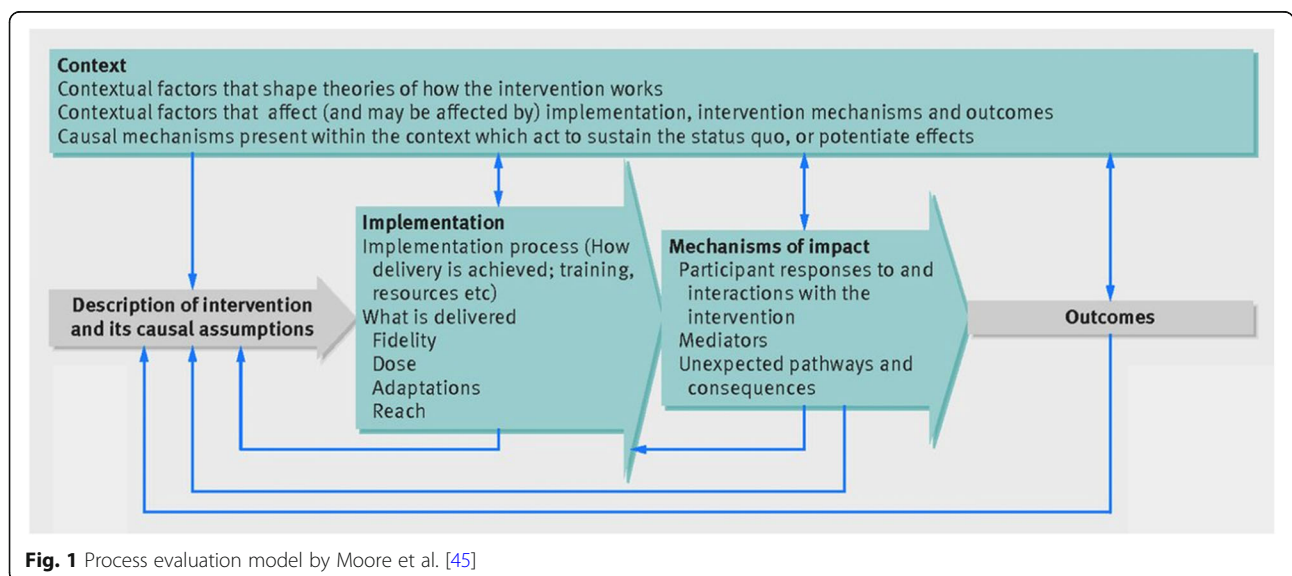 Context
Contextual factors that shape theories of how the intervention works
Contextual factors that affect (and may be affected by) implementation, intervention mechanisms and outcomes
Causal mechanisms present within the context which act to sustain the status quo, or potentiate effects
Description of intervention
and its causal assumptions
Implementation
Implementation process (How
delivery is achieved; training,
resources etc)
What is delivered
Fidelity
Dose
Adaptations
Reach
Mechanisms of impact
Participant responses to and
interactions with the
intervention
Mediators
Unexpected pathways and
consequences
Outcomes
Fig. 1 Process evaluation model by Moore et al. [45]